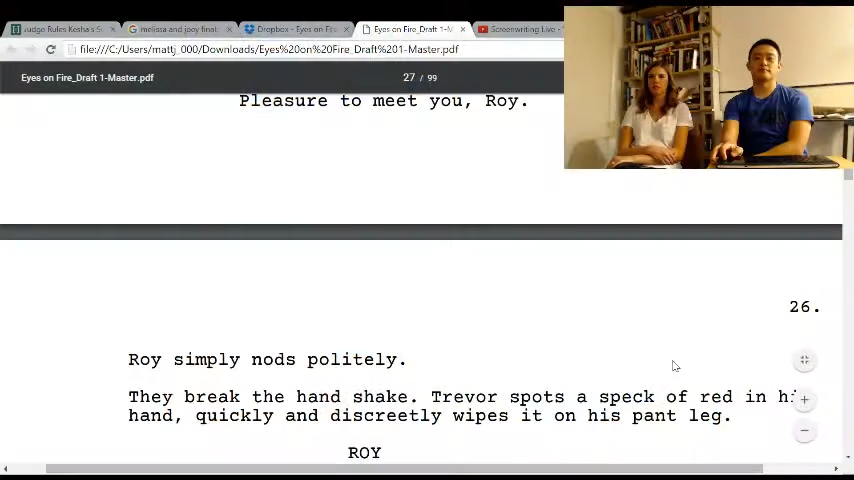 Judge Rules Kesha's S
melissa and joey finale
Dropbox - Eyes on Fire
Eyes on Fire_Draft 1-M
Screenwriting Live -
file:///C:/Users/mattj_000/Downloads/Eyes%20on%20Fire_Draft%201-Master.pdf
Eyes on Fire_Draft 1-Master.pdf
27 / 99
Pleasure to meet you, Roy.
26.
Roy simply nods politely.
They break the hand shake. Trevor spots a speck of red in hi
hand, quickly and discreetly wipes it on his pant leg.
ROY